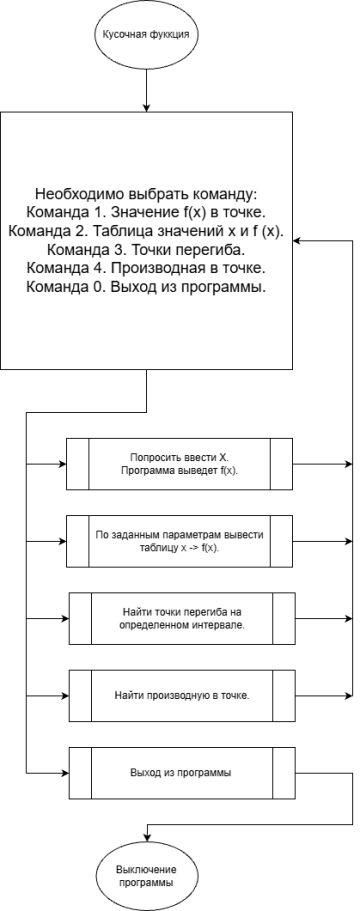 Кусочная фуккция
Необходимо выбрать команду:
Команда 1. Значение f(x) в точке.
Команда 2. Таблица значений x и f (x).
Команда 3. Точки перегиба.
Команда 4. Производная в точке.
Команда 0. Выход из программы.
Попросить ввести X.
Программа выведет f(x).
По заданным параметрам вывести
таблицу x -> f(x).
Найти точки перегиба на
определенном интервале.
Найти производную в точке.
Выход из программы
Выключение
программы